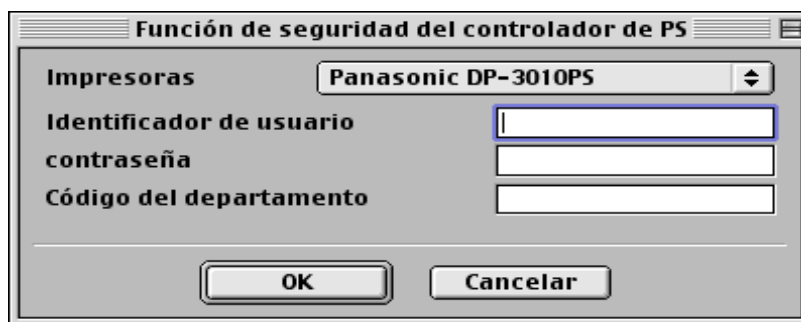 Función de seguridad del controlador de PS
Impresoras Panasonic DP-3010PS
Identificador de usuario
contraseña
Código del departamento
OK Cancelar